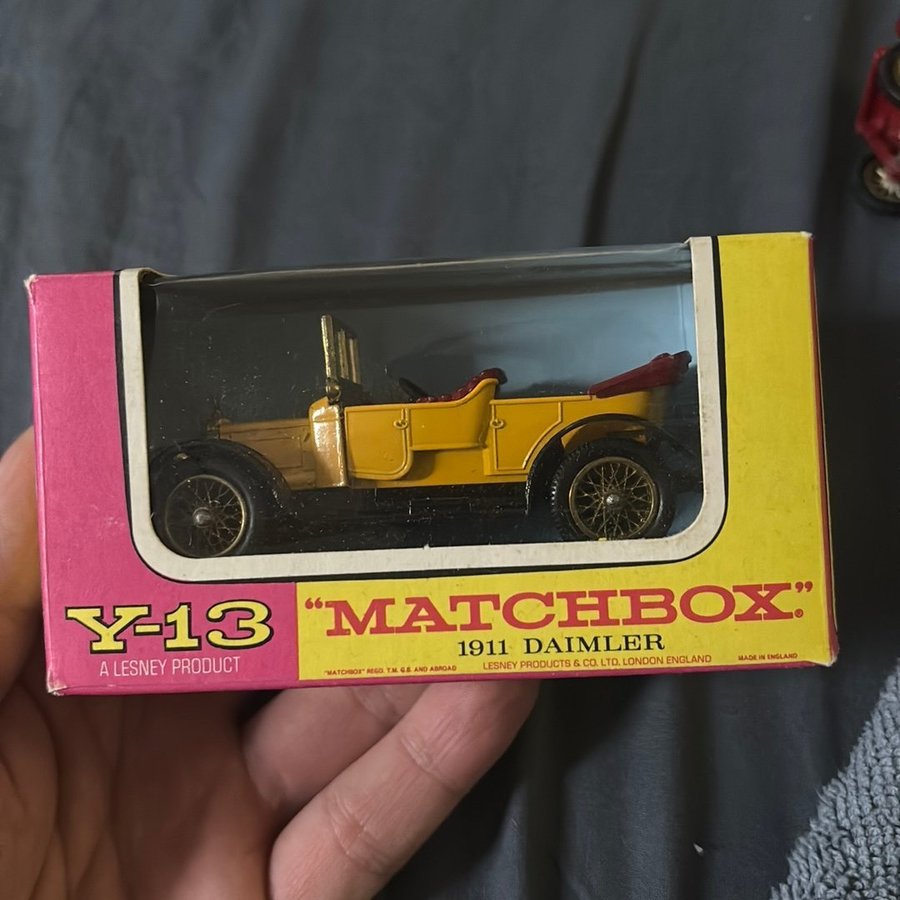 Y-13
A LESNEY PRODUCT
"MATCHBOX"®
1911 DAIMLER
"MATCHBOX" REGD. T.M. G.B. AND ABROAD
LESNEY PRODUCTS & CO. LTD. LONDON ENGLAND
MADE IN ENGLAND